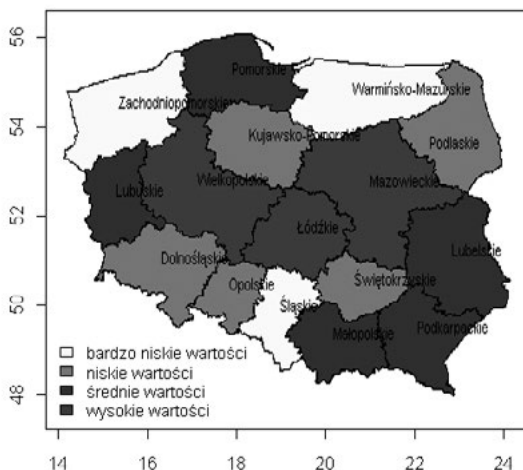 56
54
52
50
48
Pomorskie
Zachodniopomorskie
Warmińsko-Mazurskie
Kujawsko-Pomorskie
Podlaskie
Lubuskie
Wielkopolskie
Mazowieckie
Łódźkie
Lubelskie
Dolnośląskie
Opolskie
Śląskie
Świętokrzyskie
Małopolskie
Podkarpackie
bardzo niskie wartości
niskie wartości
średnie wartości
wysokie wartości
14 16 18 20 22 24